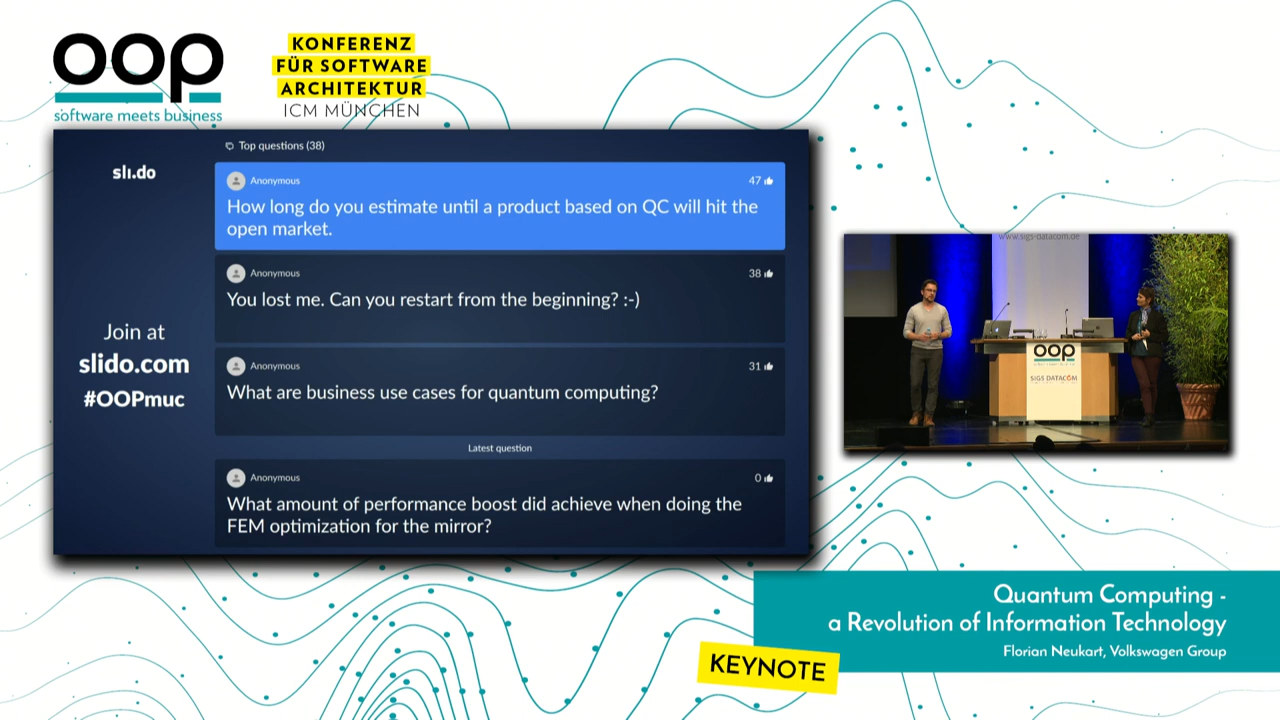 oop
software meets business
KONFERENZ
FÜR SOFTWARE
ARCHITEKTUR
ICM MÜNCHEN
sli.do
Join at
slido.com
#OOPmuc
Top questions (38)
Anonymous
47
How long do you estimate until a product based on QC will hit the
open market.
Anonymous
38
You lost me. Can you restart from the beginning? :-)
Anonymous
31
What are business use cases for quantum computing?
Latest question
Anonymous
0
What amount of performance boost did achieve when doing the
FEM optimization for the mirror?
www.sigs-datacom.de
oop
SIGS DATACOM
Quantum Computing -
a Revolution of Information Technology
Florian Neukart, Volkswagen Group
KEYNOTE